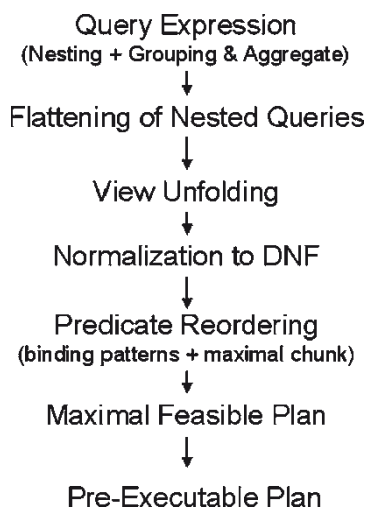 Query Expression
(Nesting + Grouping & Aggregate)
Flattening of Nested Queries
View Unfolding
Normalization to DNF
Predicate Reordering
(binding patterns + maximal chunk)
Maximal Feasible Plan
Pre-Executable Plan